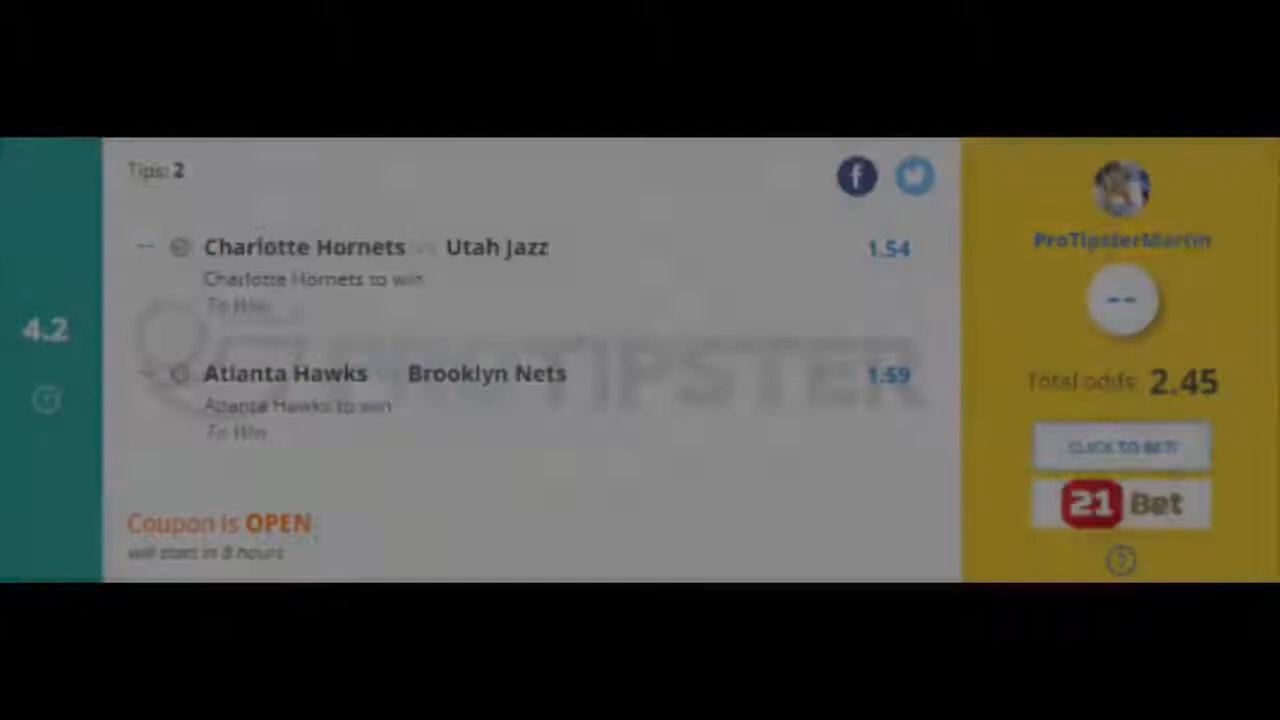 Tips: 2
Charlotte Hornets vs Utah Jazz 1.54
Charlotte Hornets to win
To Win
4.2
PROTIPSTER
Atlanta Hawks Brooklyn Nets 1.59
Atlanta Hawks to win
To Win
Coupon is OPEN
will start in 8 hours
ProTipsterMartin
--
Total odds: 2.45
CLICK TO BET!
21 Bet